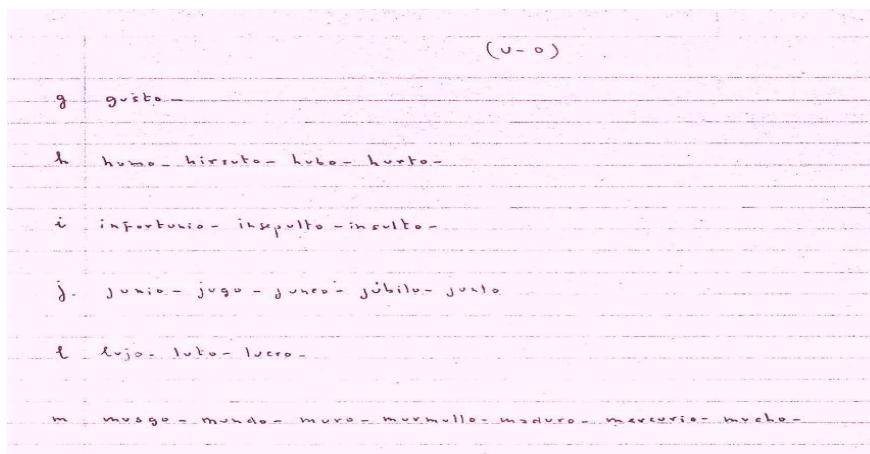 (u-o)
g gusto-
h humo- hirsuto- hubo- hurto-
i infortunio- insepulto- insulto-
j. junio- jugo- junco- júbilo- justo
l lujo- luto- lucro-
m musgo- mundo- muro- murmullo- maduro- mercurio- mucho-